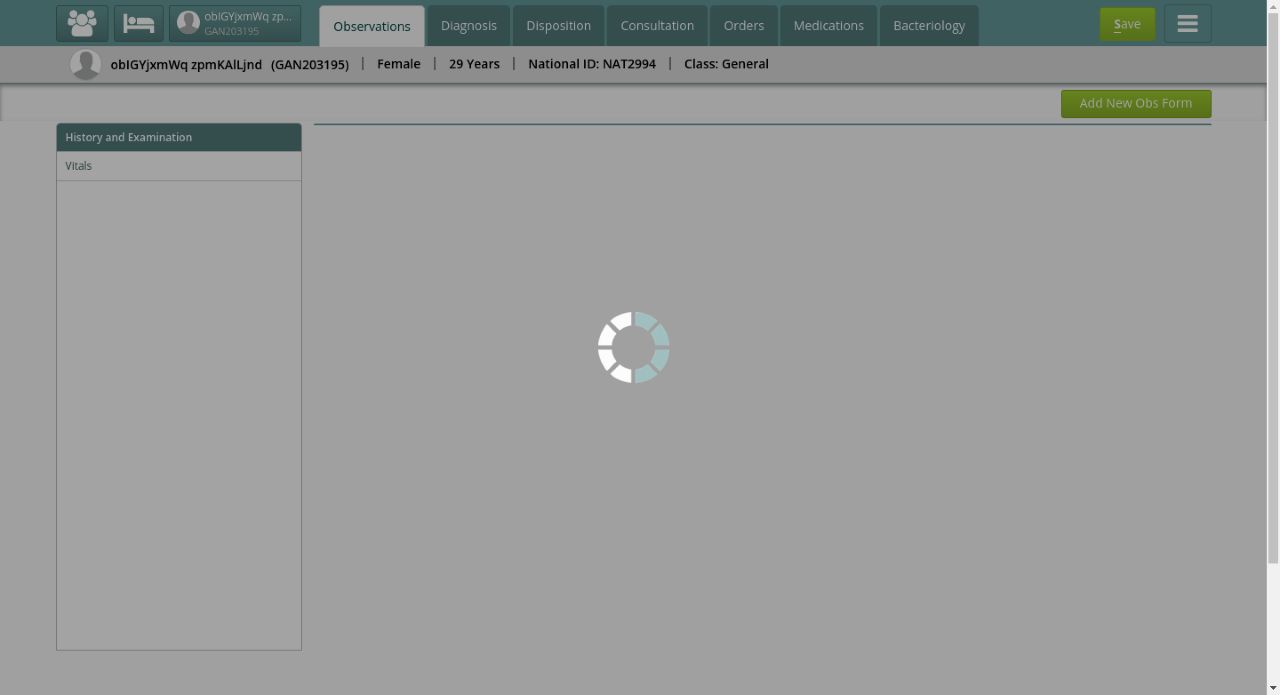 obIGYjxmWq zp...
GAN203195
Observations
Diagnosis
Disposition
Consultation
Orders
Medications
Bacteriology
Save
obIGYjxmWq zpmKAlLjnd (GAN203195) | Female | 29 Years | National ID: NAT2994 | Class: General
Add New Obs Form
History and Examination
Vitals